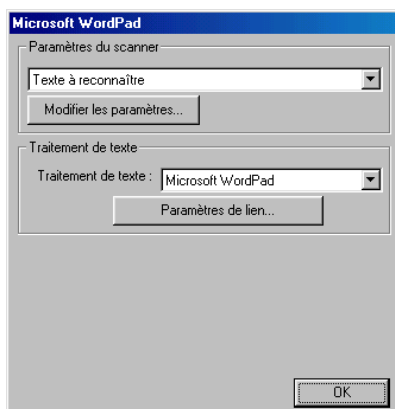 Microsoft WordPad
Paramètres du scanner
Texte à reconnaître
Modifier les paramètres...
Traitement de texte
Traitement de texte : Microsoft WordPad
Paramètres de lien...
OK